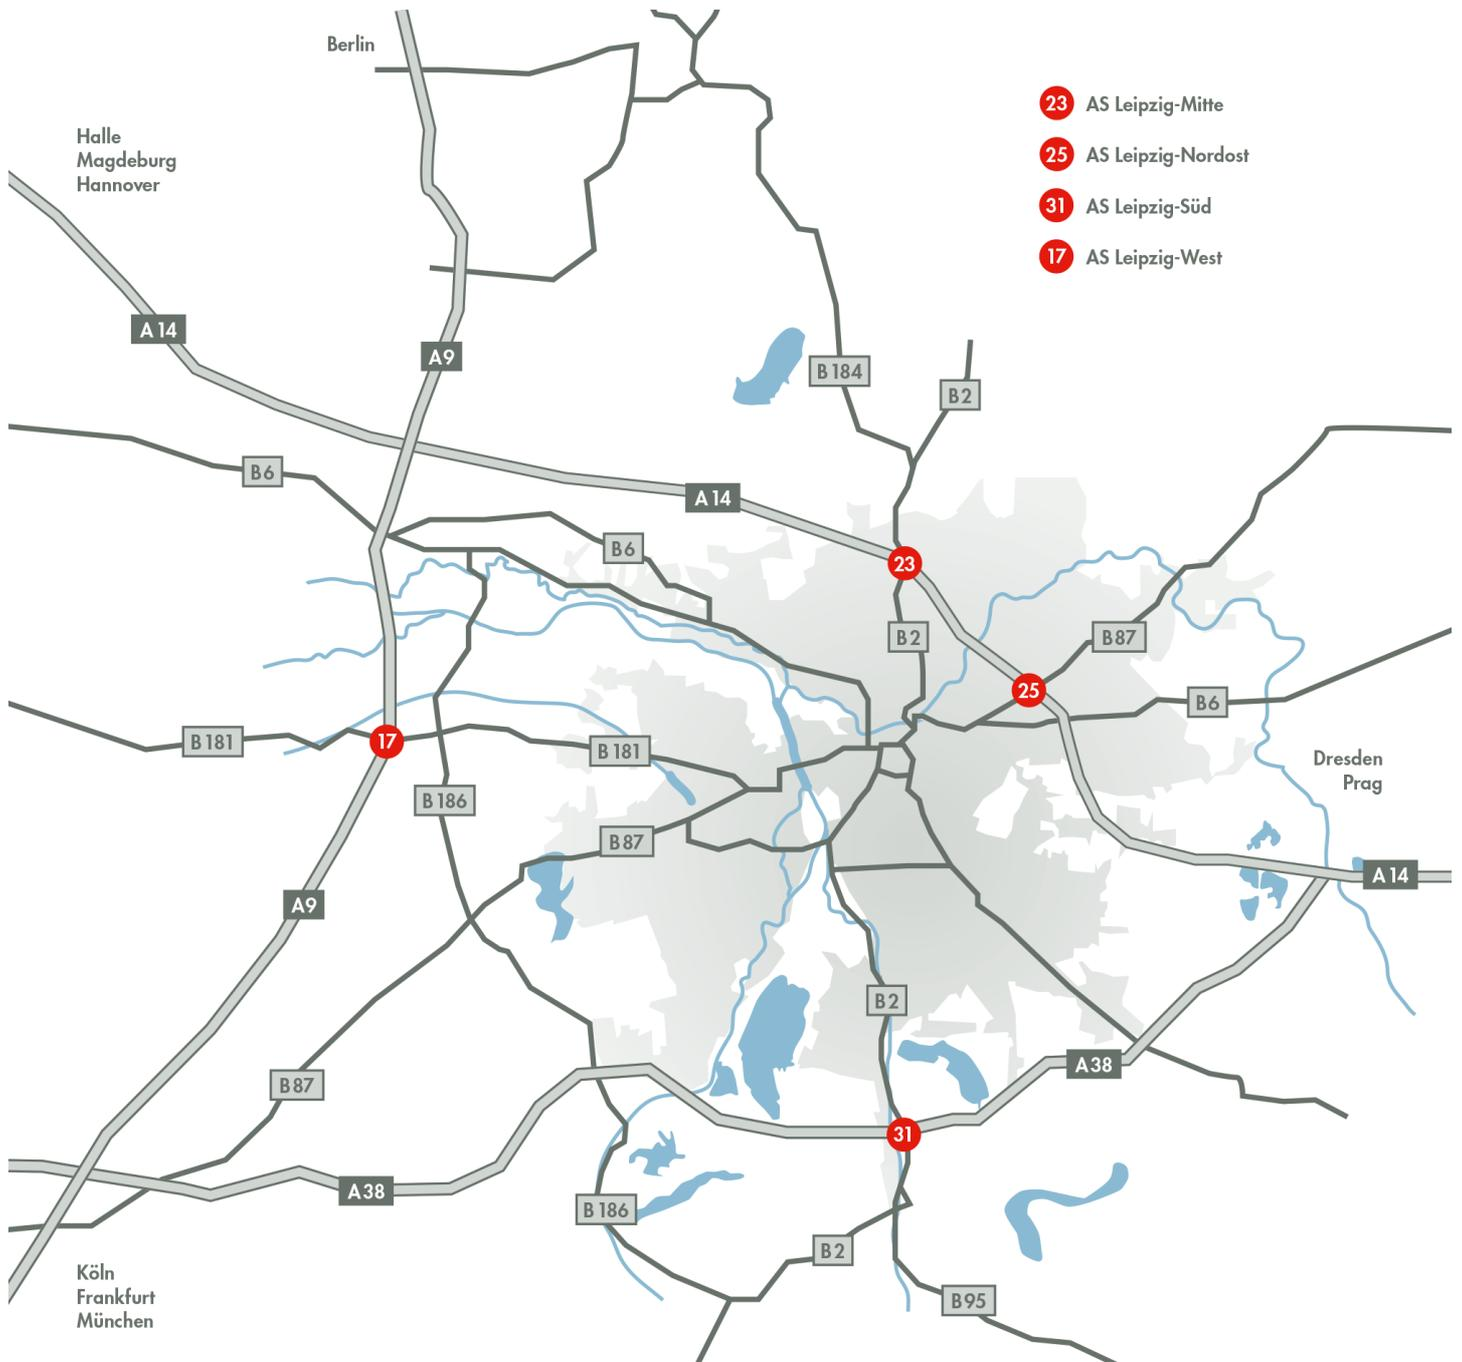 Berlin
Halle
Magdeburg
Hannover
23 AS Leipzig-Mitte
25 AS Leipzig-Nordost
31 AS Leipzig-Süd
17 AS Leipzig-West
A 14
A9
B 184
B2
B6
A 14
B6
23
B2
B87
25
B6
B 181
17
B 181
Dresden
Prag
B 186
B87
A 14
A9
B2
A38
B87
31
A38
B 186
B2
B95
Köln
Frankfurt
München